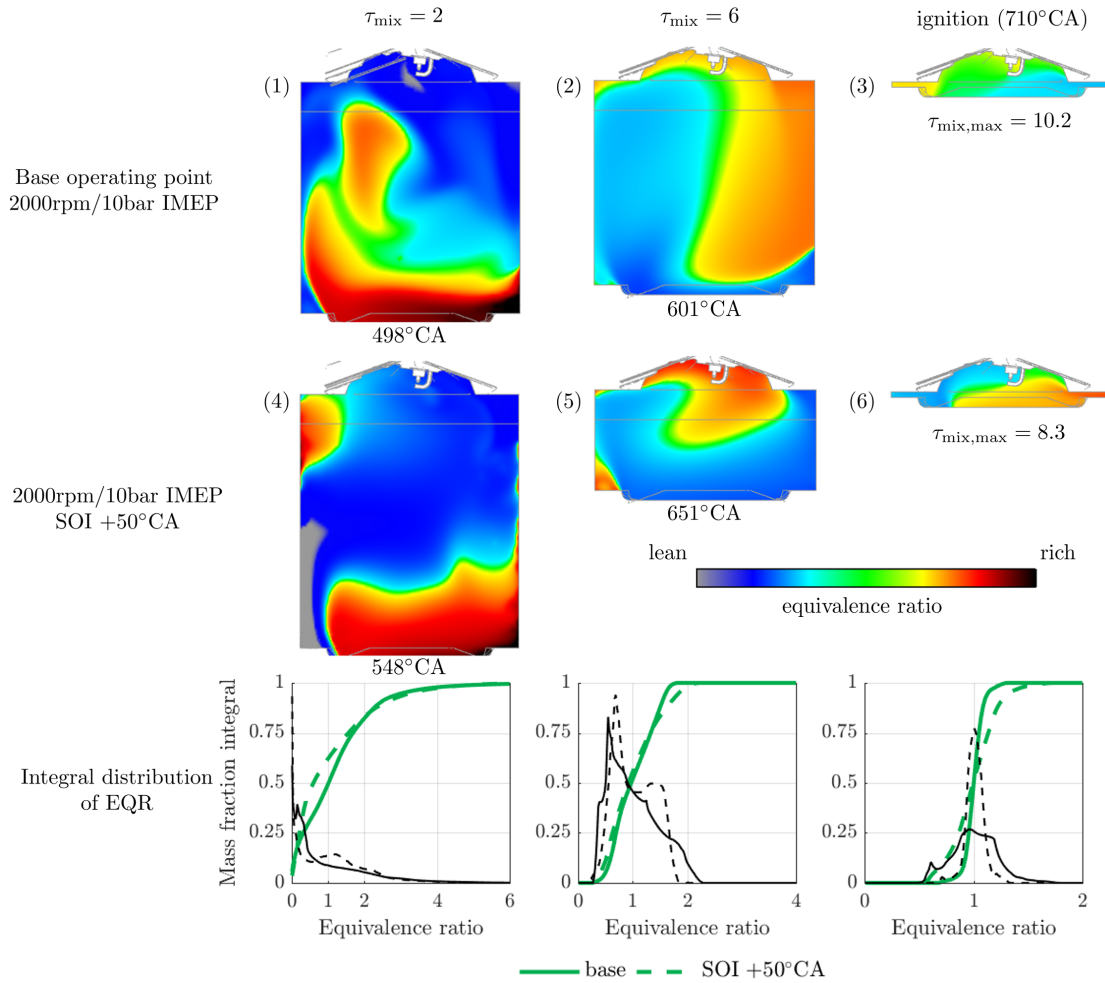 τmix = 2
τmix = 6
ignition (710°CA)
(1)
(2)
(3)
τmix,max = 10.2
Base operating point
2000rpm/10bar IMEP
498°CA
601°CA
(4)
(5)
(6)
τmix,max = 8.3
2000rpm/10bar IMEP
SOI +50°CA
651°CA
lean
rich
equivalence ratio
548°CA
Integral distribution
of EQR
Mass fraction integral
1
0.75
0.5
0.25
0
0 1 2 4 6
Equivalence ratio
1
0.75
0.5
0.25
0
0 1 2 4
Equivalence ratio
1
0.75
0.5
0.25
0
0 1 2
Equivalence ratio
base
SOI +50°CA